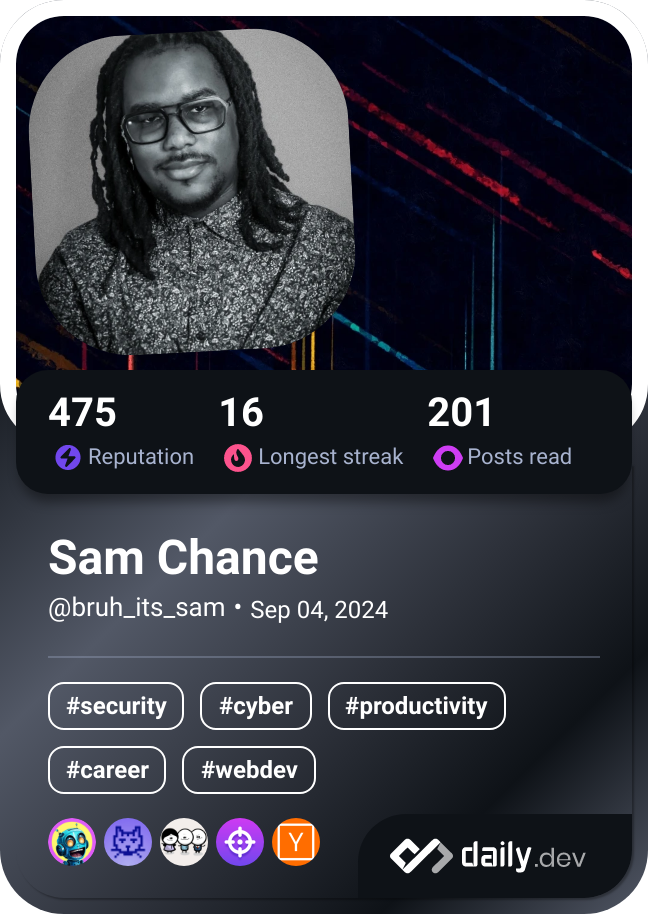 475 16 201
Reputation Longest streak Posts read
Sam Chance
@bruh_its_sam • Sep 04, 2024
#security #cyber #productivity
#career #webdev
Y
daily.dev